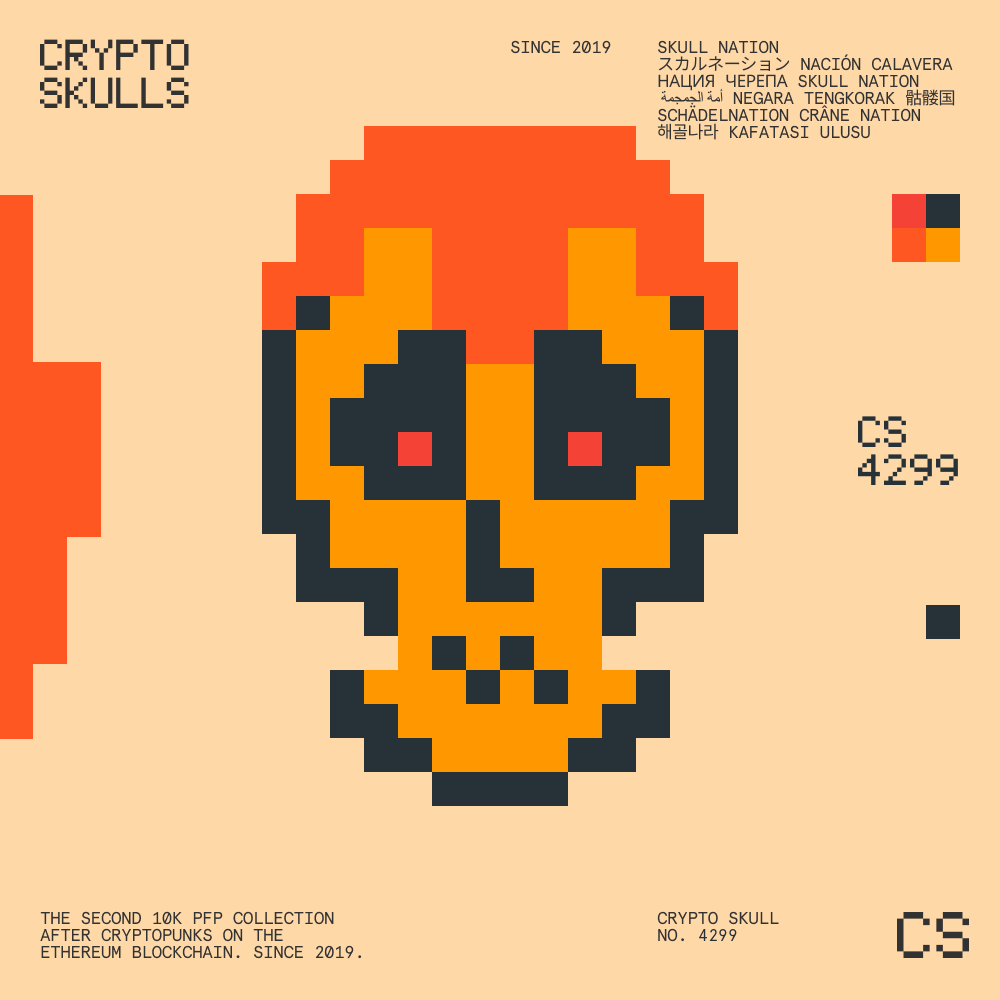 CRYPTO
SKULLS
SINCE 2019
SKULL NATION
スカルネーション NACIÓN CALAVERA
НАЦИЯ ЧЕРЕПА SKULL NATION
أمة الجمجمة NEGARA TENGKORAK 骷髅国
SCHÄDELNATION CRÂNE NATION
해골나라 KAFATASI ULUSU
CS
4299
THE SECOND 10K PFP COLLECTION
AFTER CRYPTOPUNKS ON THE
ETHEREUM BLOCKCHAIN. SINCE 2019.
CRYPTO SKULL
NO. 4299
CS